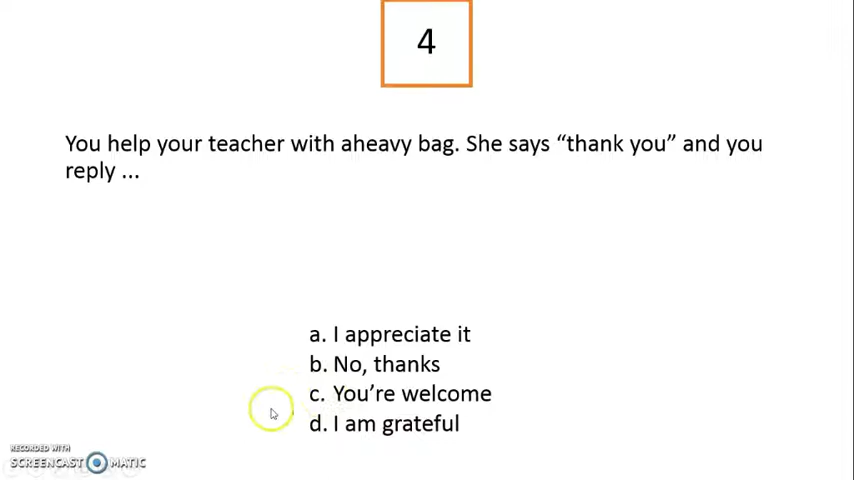 4
You help your teacher with aheavy bag. She says “thank you” and you
reply ...
a. I appreciate it
b. No, thanks
c. You’re welcome
d. I am grateful
RECORDED WITH
SCREENCAST MATIC